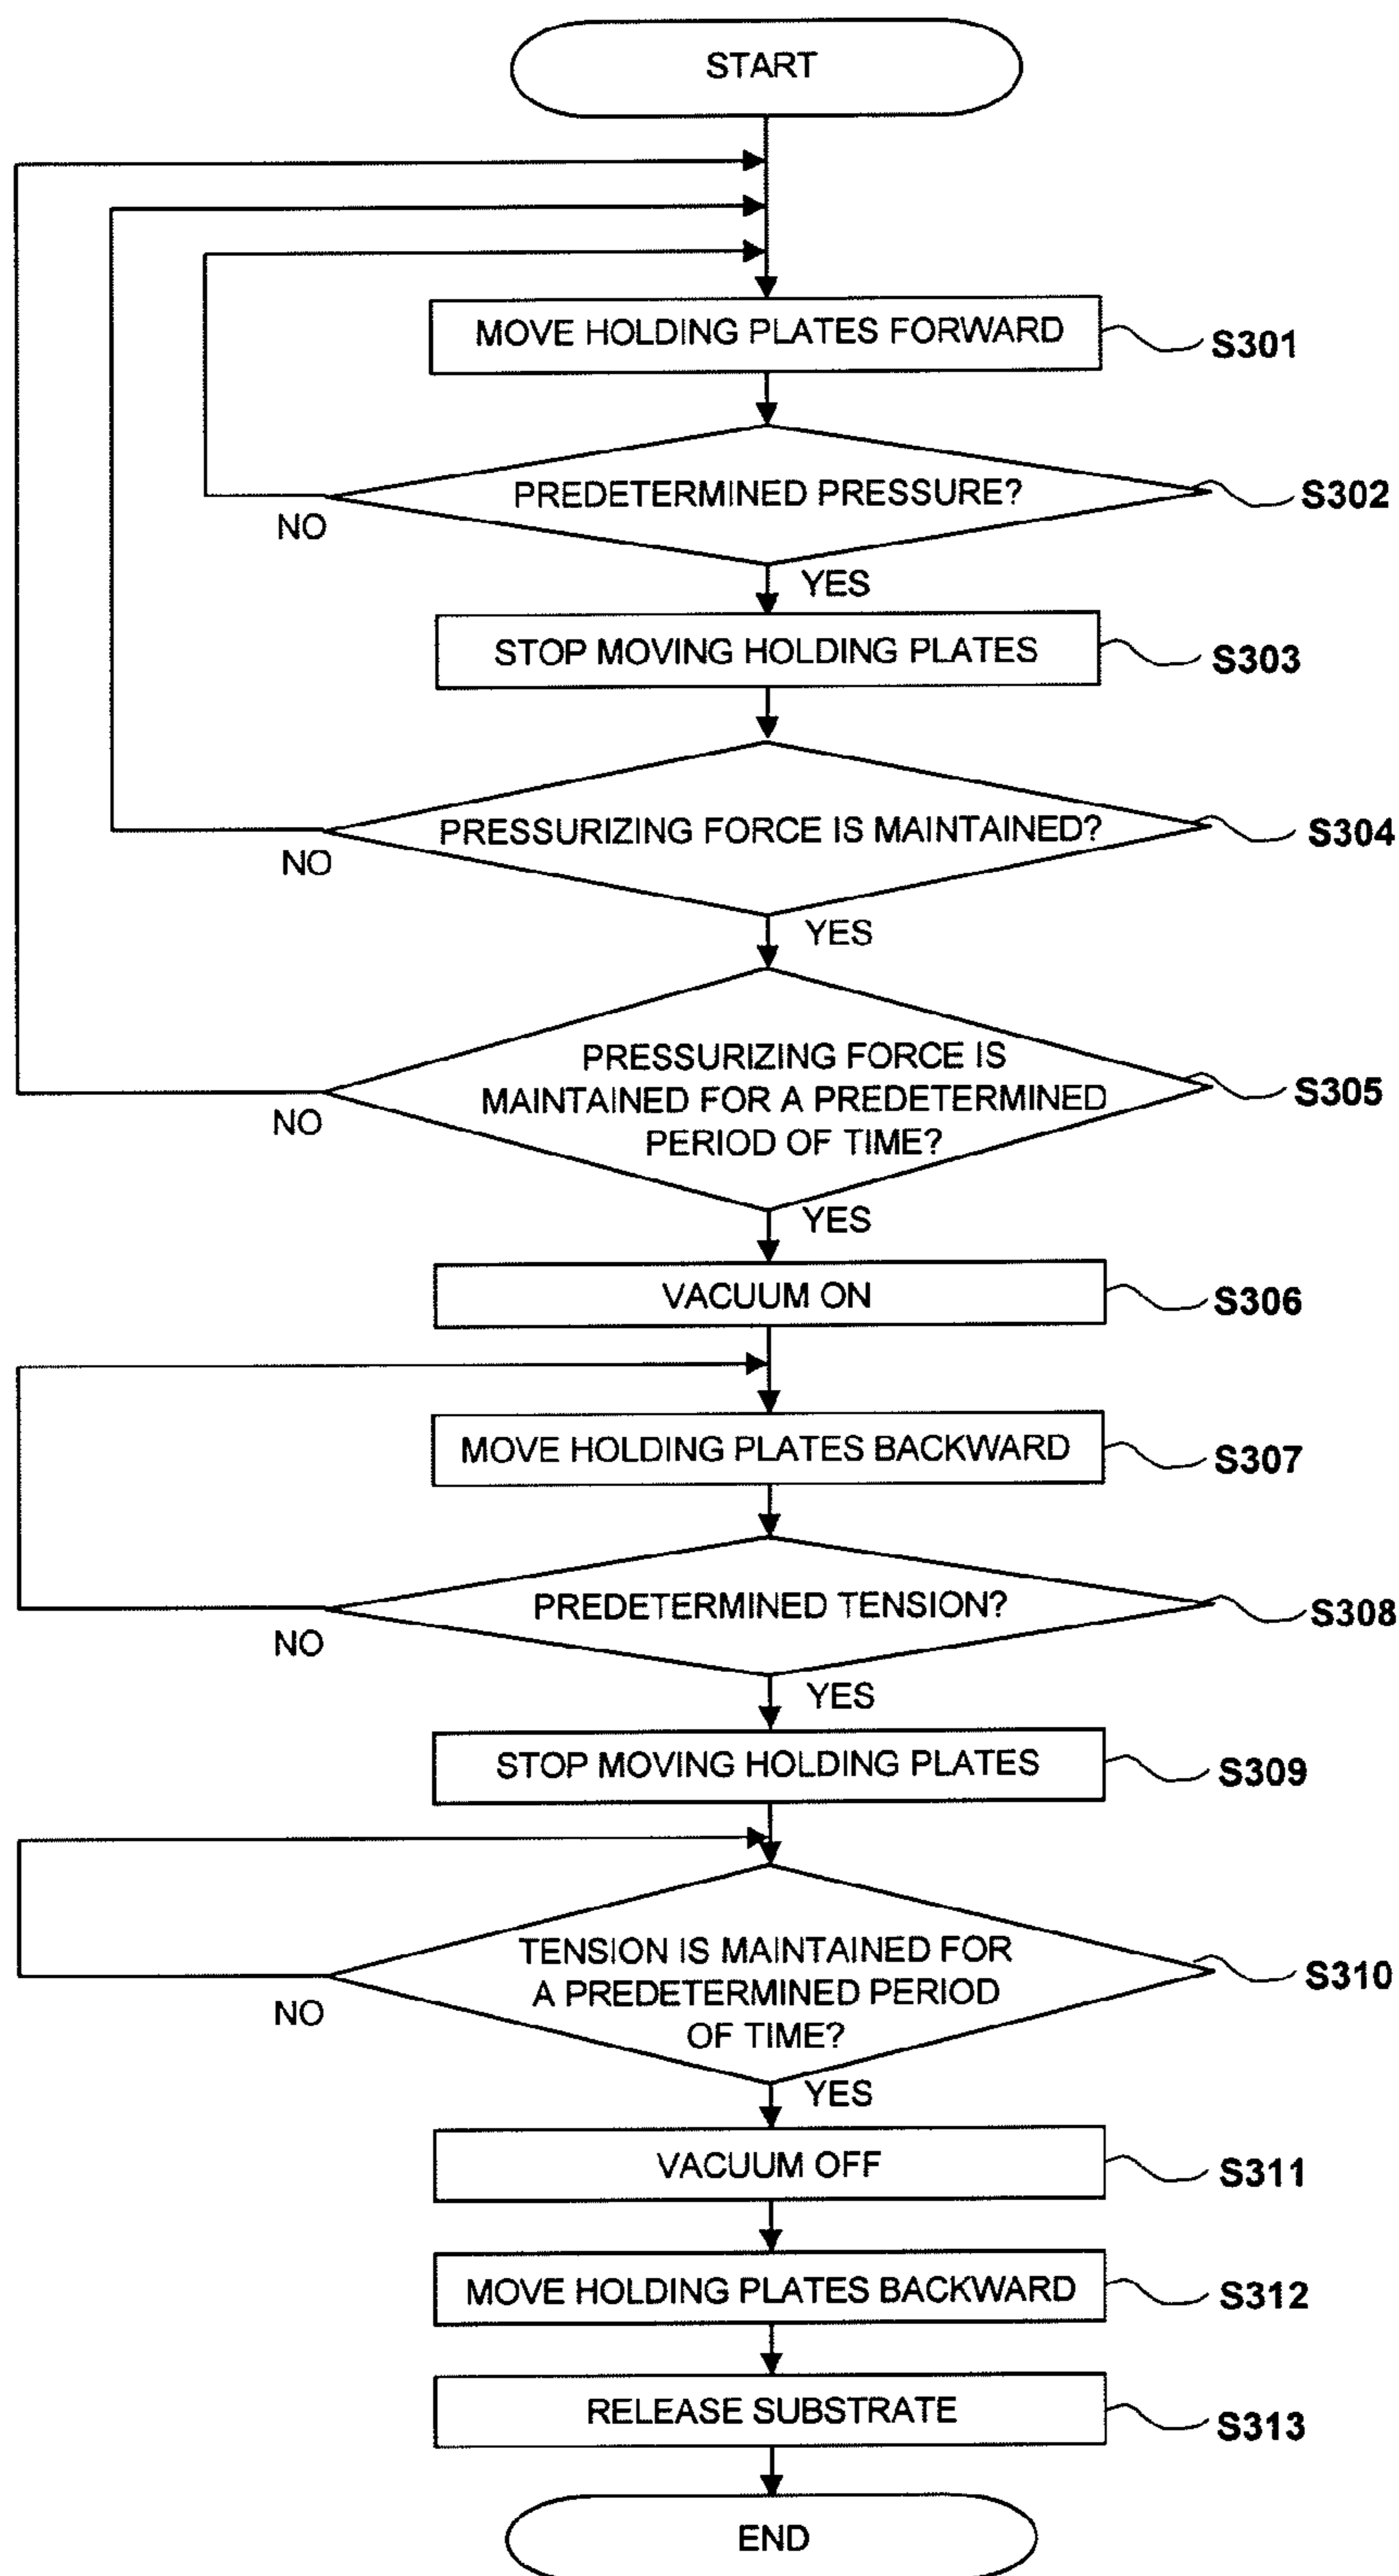 START
MOVE HOLDING PLATES FORWARD
S301
PREDETERMINED PRESSURE?
S302
NO
YES
STOP MOVING HOLDING PLATES
S303
PRESSURIZING FORCE IS MAINTAINED?
S304
NO
YES
PRESSURIZING FORCE IS
MAINTAINED FOR A PREDETERMINED
PERIOD OF TIME?
S305
NO
YES
VACUUM ON
S306
MOVE HOLDING PLATES BACKWARD
S307
PREDETERMINED TENSION?
S308
NO
YES
STOP MOVING HOLDING PLATES
S309
TENSION IS MAINTAINED FOR
A PREDETERMINED PERIOD
OF TIME?
S310
NO
YES
VACUUM OFF
S311
MOVE HOLDING PLATES BACKWARD
S312
RELEASE SUBSTRATE
S313
END